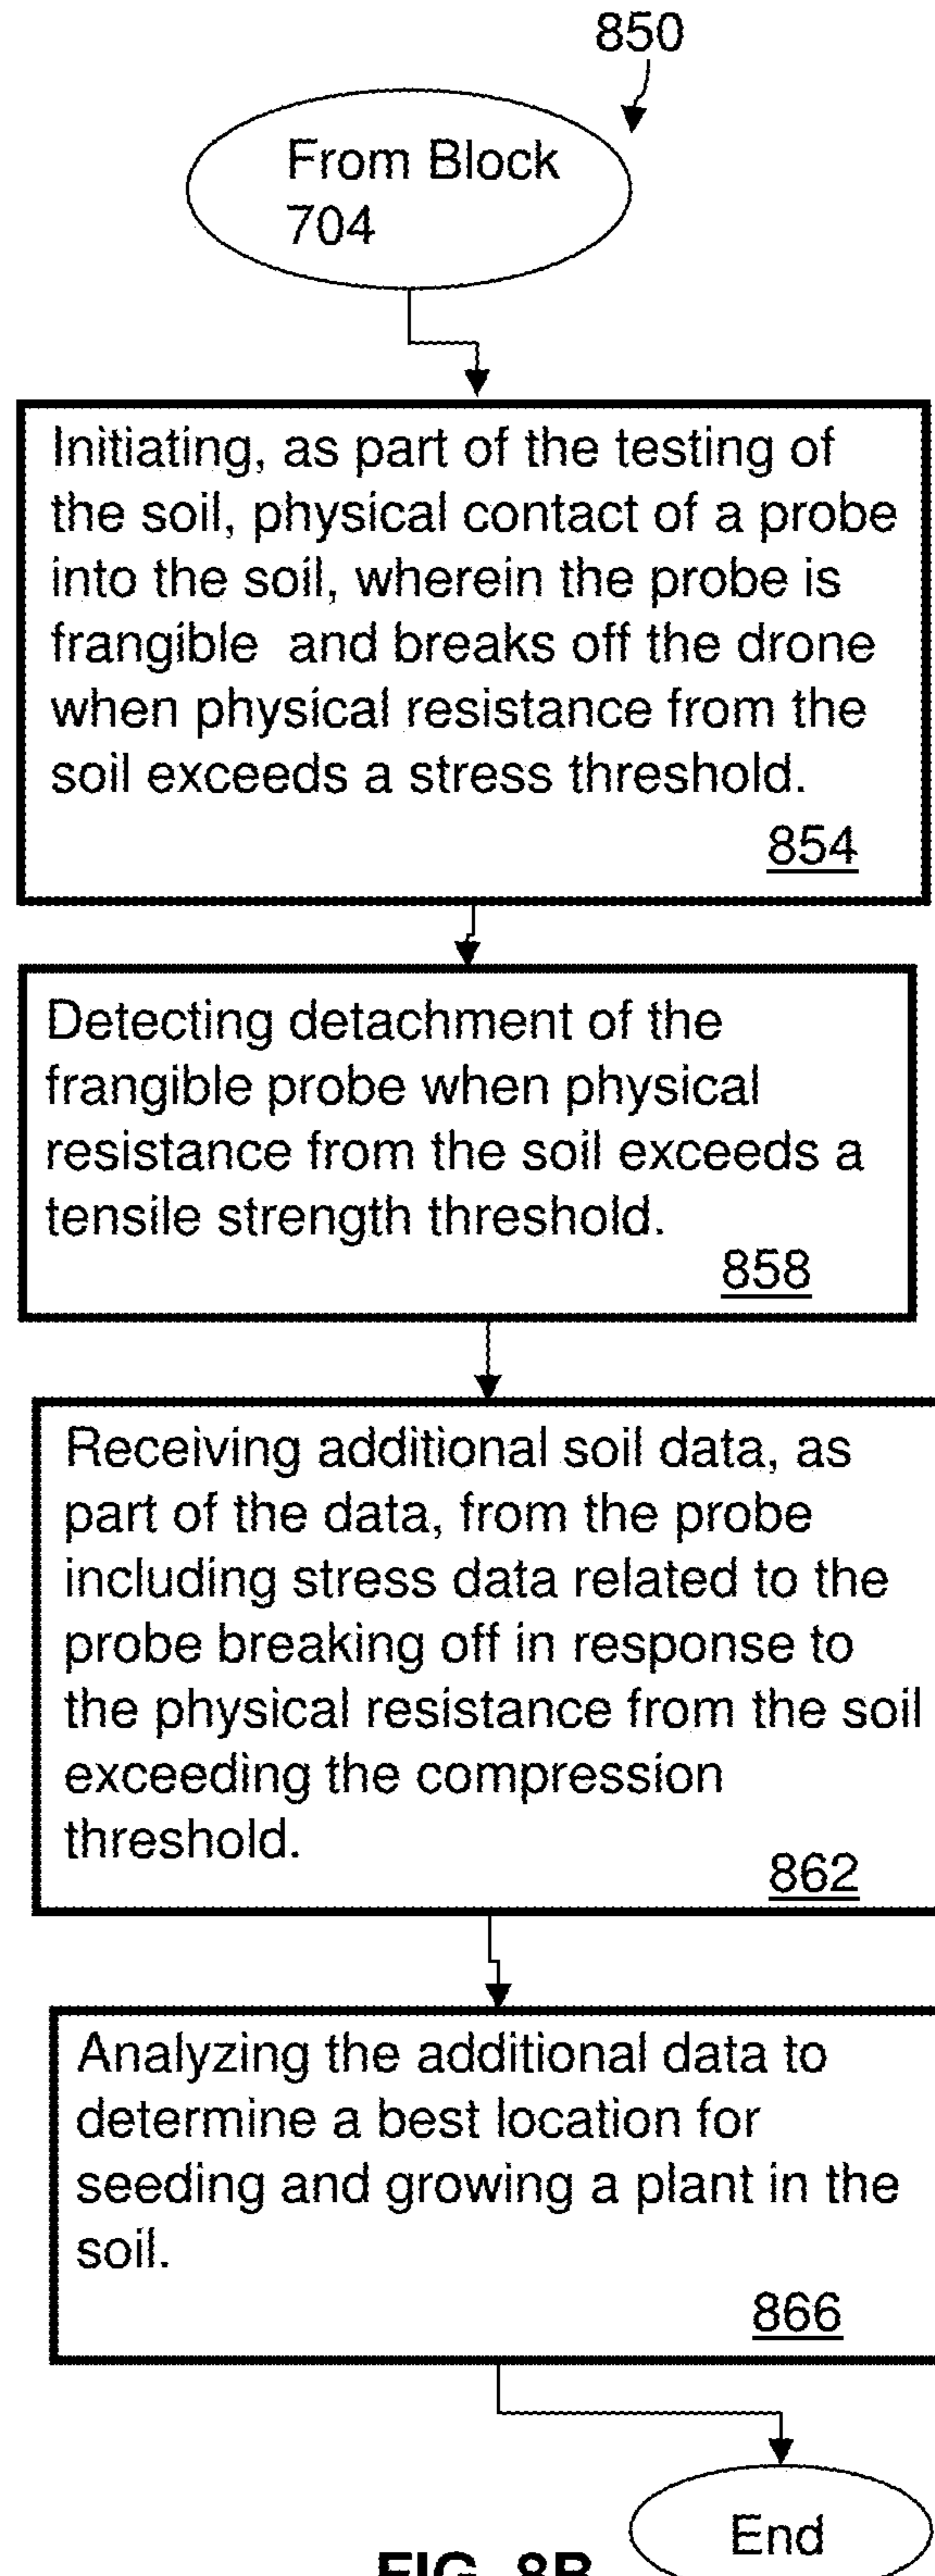 850
From Block
704
Initiating, as part of the testing of
the soil, physical contact of a probe
into the soil, wherein the probe is
frangible and breaks off the drone
when physical resistance from the
soil exceeds a stress threshold.
854
Detecting detachment of the
frangible probe when physical
resistance from the soil exceeds a
tensile strength threshold.
858
Receiving additional soil data, as
part of the data, from the probe
including stress data related to the
probe breaking off in response to
the physical resistance from the soil
exceeding the compression
threshold.
862
Analyzing the additional data to
determine a best location for
seeding and growing a plant in the
soil.
866
End
FIG. 8B